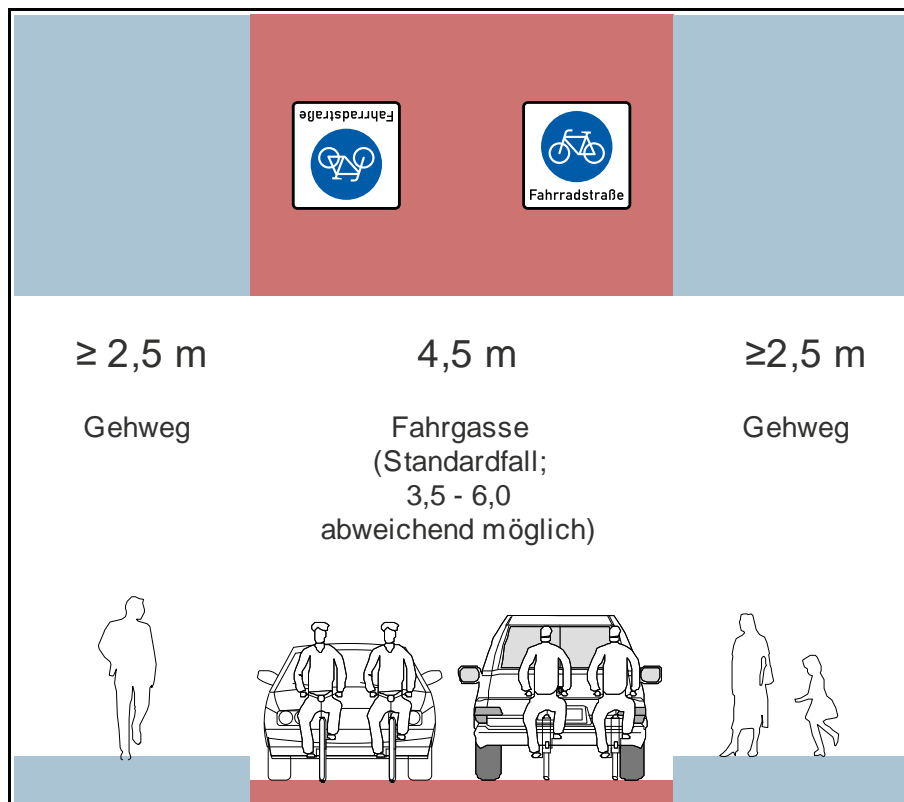 Fahrradstraße
Fahrradstraße
≥ 2,5 m
4,5 m
≥2,5 m
Gehweg
Fahrgasse
(Standardfall;
3,5 - 6,0
abweichend möglich)
Gehweg